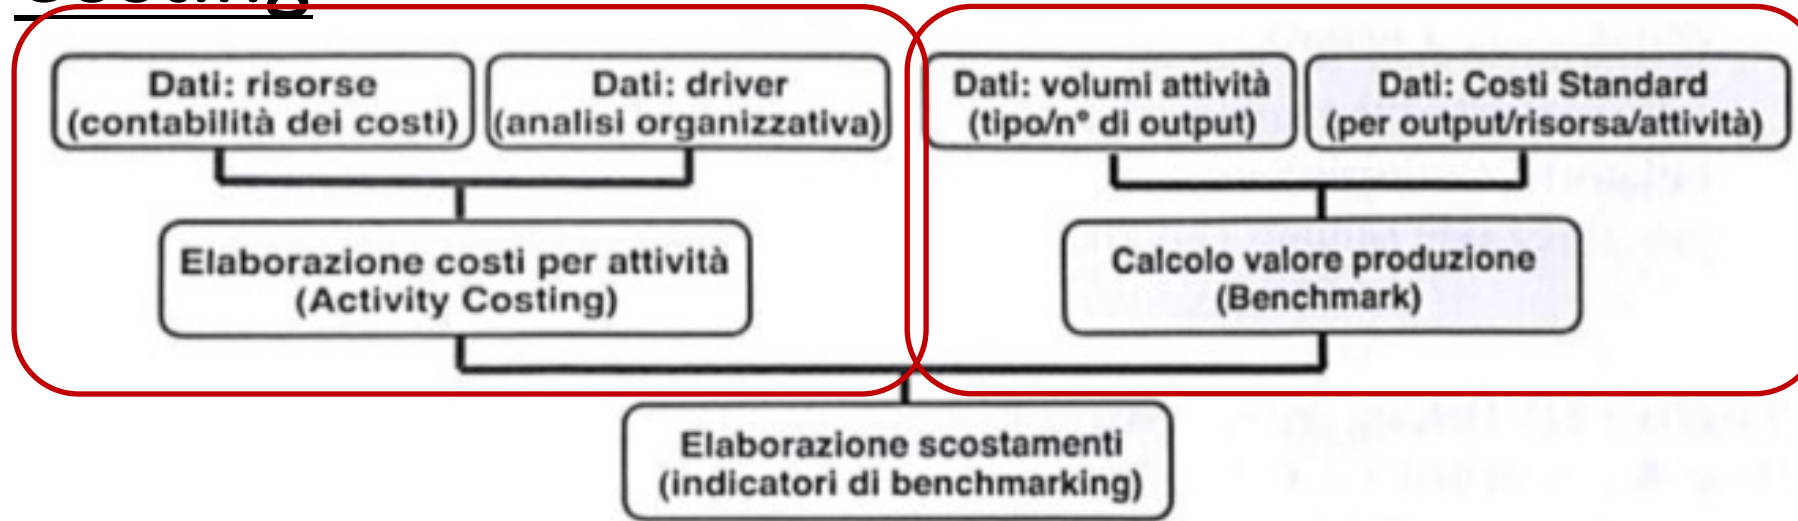 Dati: risorse
(contabilità dei costi)
Dati: driver
(analisi organizzativa)
Dati: volumi attività
(tipo/n° di output)
Dati: Costi Standard
(per output/risorsa/attività)
Elaborazione costi per attività
(Activity Costing)
Calcolo valore produzione
(Benchmark)
Elaborazione scostamenti
(indicatori di benchmarking)